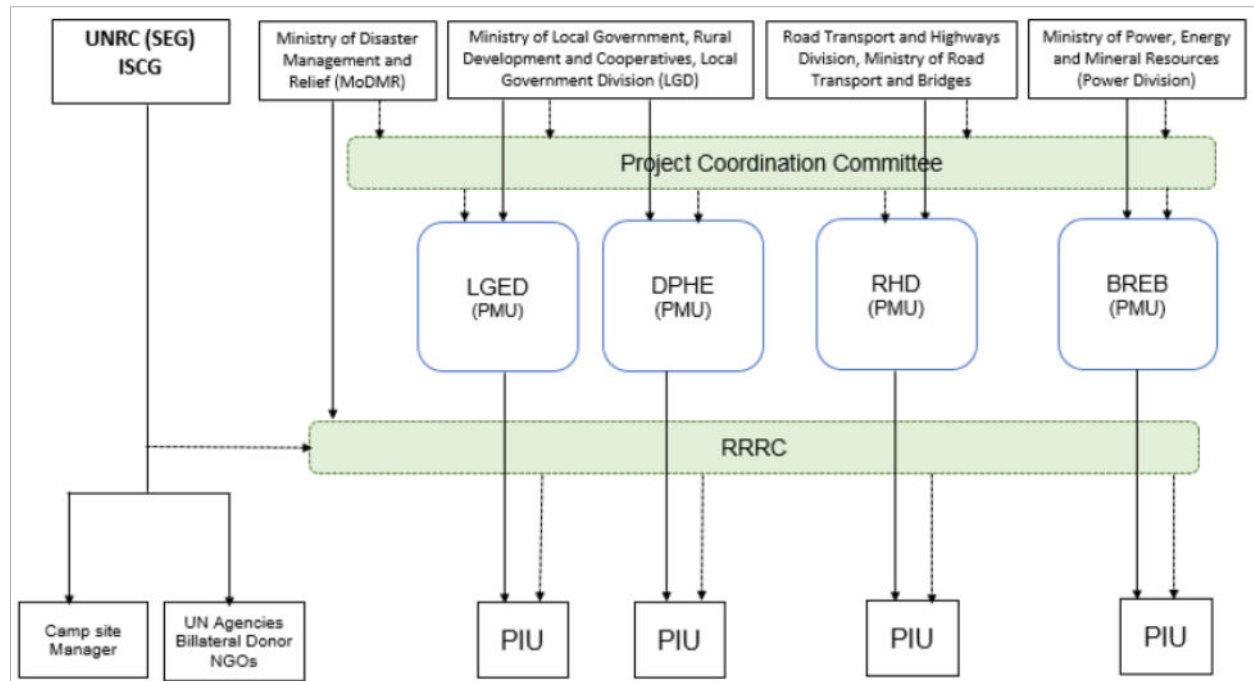 UNRC (SEG)
ISCG
Ministry of Disaster
Management and
Relief (MoDMR)
Ministry of Local Government, Rural
Development and Cooperatives, Local
Government Division (LGD)
Road Transport and Highways
Division, Ministry of Road
Transport and Bridges
Ministry of Power, Energy
and Mineral Resources
(Power Division)
Project Coordination Committee
LGED
(PMU)
DPHE
(PMU)
RHD
(PMU)
BREB
(PMU)
RRRC
Camp site
Manager
UN Agencies
Billateral Donor
NGOs
PIU
PIU
PIU
PIU